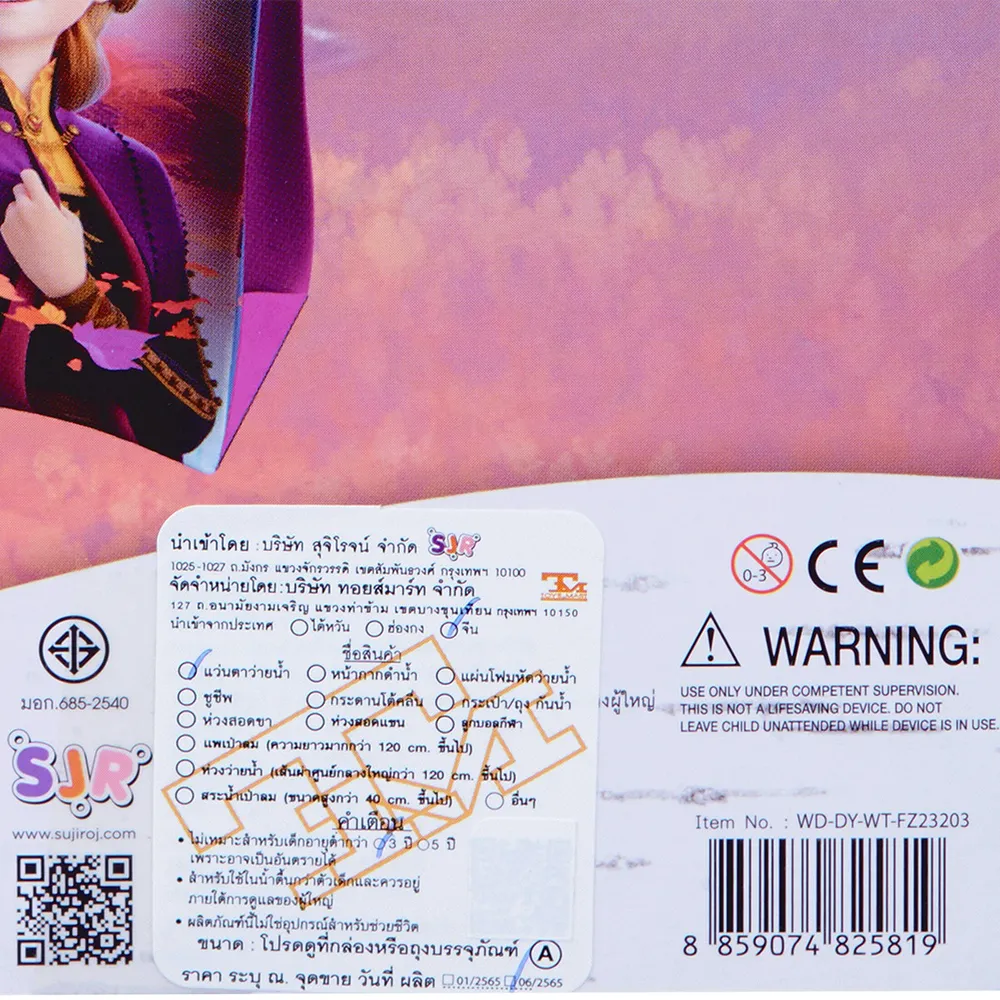 นำเข้าโดย : บริษัท สุจิโรจน์ จำกัด SJR
1025-1027 ถ.มังกร แขวงจักรวรรดิ เขตสัมพันธวงศ์ กรุงเทพฯ 10100
จัดจำหน่ายโดย : บริษัท ทอยส์มาร์ท จำกัด
127 ถ.อนามัยงามเจริญ แขวงท่าข้าม เขตบางขุนเทียน กรุงเทพฯ 10150
นำเข้าจากประเทศ ไต้หวัน ฮ่องกง จีน
ชื่อสินค้า
แว่นตาว่ายน้ำ หน้ากากดำน้ำ แผ่นโฟมหัดว่ายน้ำ
ชูชีพ กระดานโต้คลื่น กระเป๋า/ถุง กันน้ำ
ห่วงสอดขา ห่วงสอดแขน ลูกบอลกีฬา
แพเป่าลม (ความยาวมากกว่า 120 cm. ขึ้นไป)
ห่วงว่ายน้ำ (เส้นผ่าศูนย์กลางใหญ่กว่า 120 cm. ขึ้นไป)
สระน้ำเป่าลม (ขนาดสูงกว่า 40 cm. ขึ้นไป) อื่นๆ
คำเตือน
• ไม่เหมาะสำหรับเด็กอายุต่ำกว่า 3 ปี 5 ปี
เพราะอาจเป็นอันตรายได้
• สำหรับใช้ในน้ำตื้นกว่าตัวเด็กและควรอยู่
ภายใต้การดูแลของผู้ใหญ่
• ผลิตภัณฑ์นี้ไม่ใช่อุปกรณ์สำหรับช่วยชีวิต
ขนาด : โปรดดูที่กล่องหรือถุงบรรจุภัณฑ์ A
ราคา ระบุ ณ. จุดขาย วันที่ ผลิต 01/2565 06/2565
มอก.685-2540
SJR
www.sujiroj.com
0-3 CE
WARNING:
USE ONLY UNDER COMPETENT SUPERVISION.
THIS IS NOT A LIFESAVING DEVICE. DO NOT
LEAVE CHILD UNATTENDED WHILE DEVICE IS IN USE.
งผู้ใหญ่
Item No. : WD-DY-WT-FZ23203
8 859074 825819